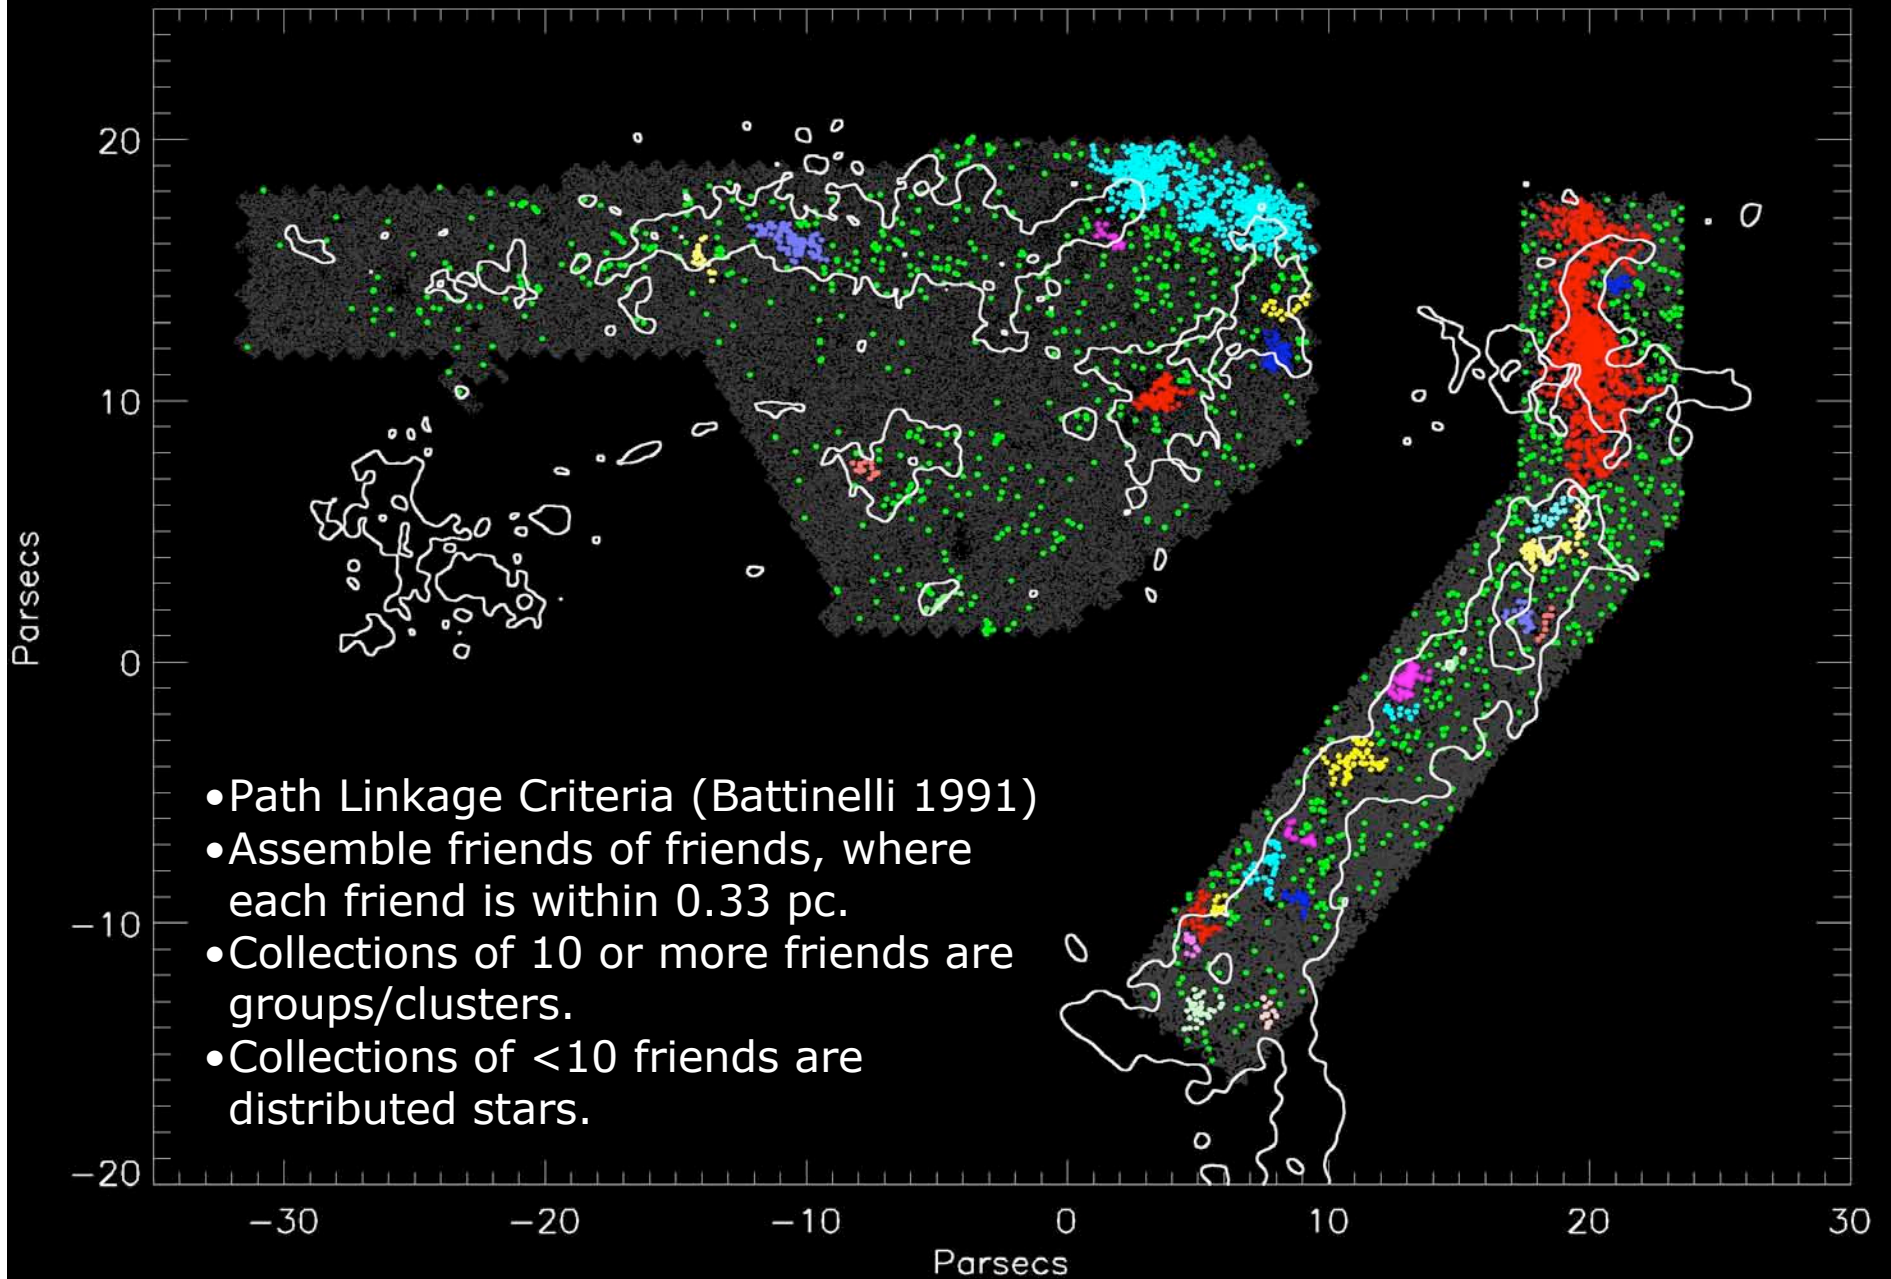 20
10
0
−10
−20
Parsecs
•Path Linkage Criteria (Battinelli 1991)
•Assemble friends of friends, where
each friend is within 0.33 pc.
•Collections of 10 or more friends are
groups/clusters.
•Collections of <10 friends are
distributed stars.
−30 −20 −10 0 10 20 30
Parsecs